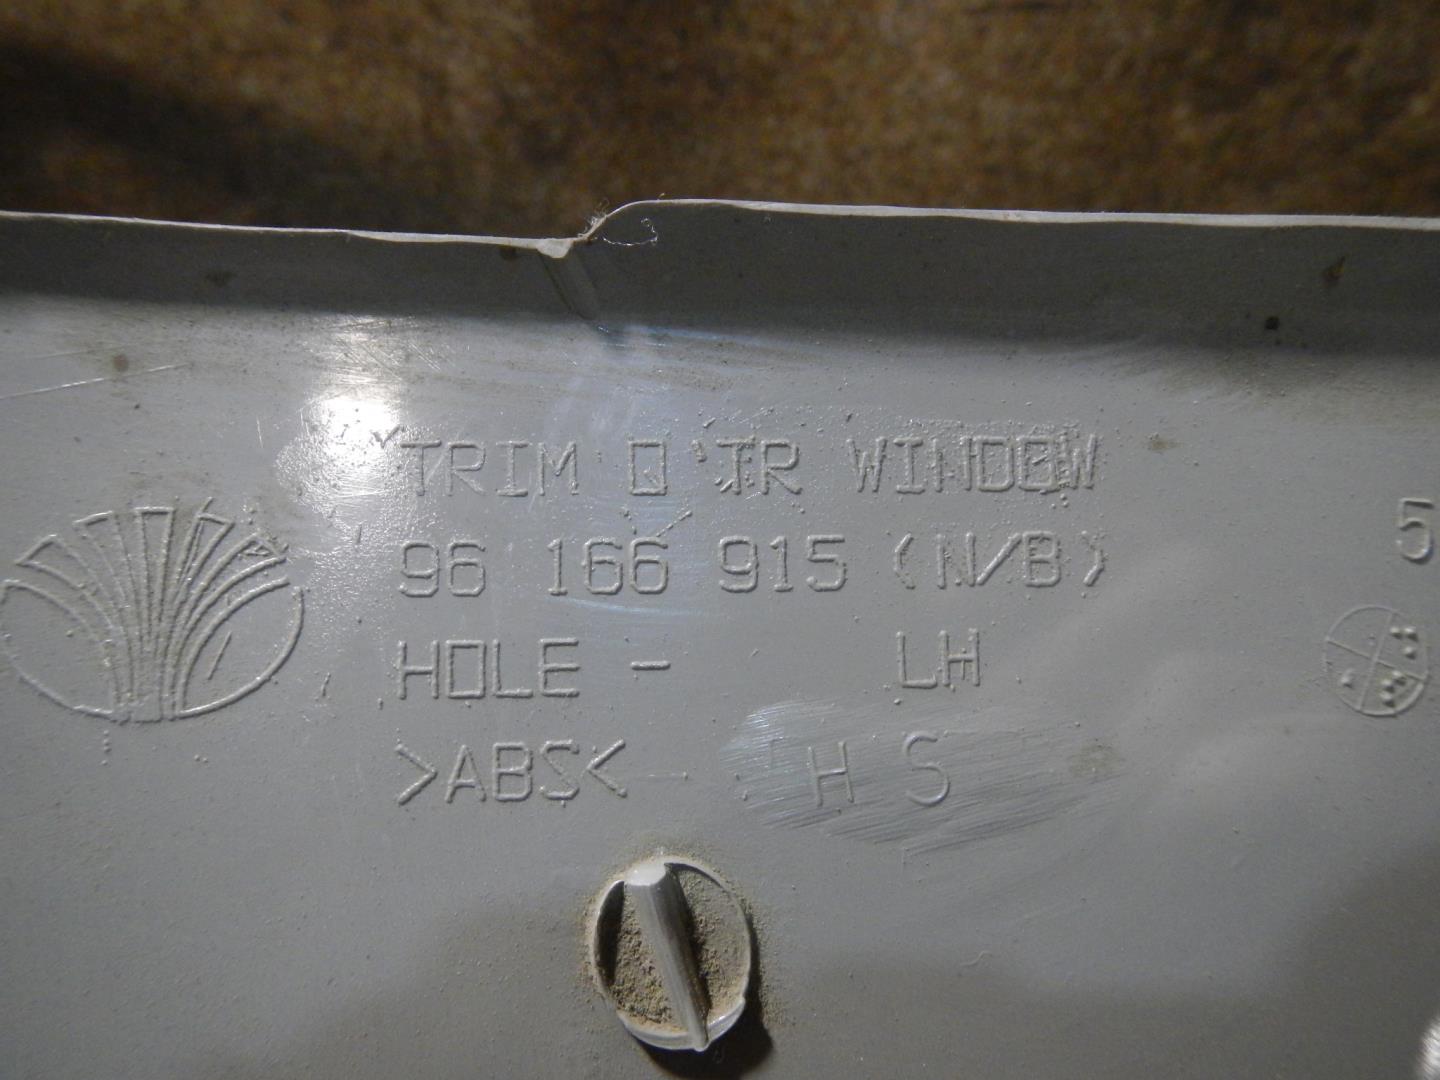 TRIM Q'TR WINDOW
96 166 915 (N/B)
5
HOLE - LH
>ABS< H S